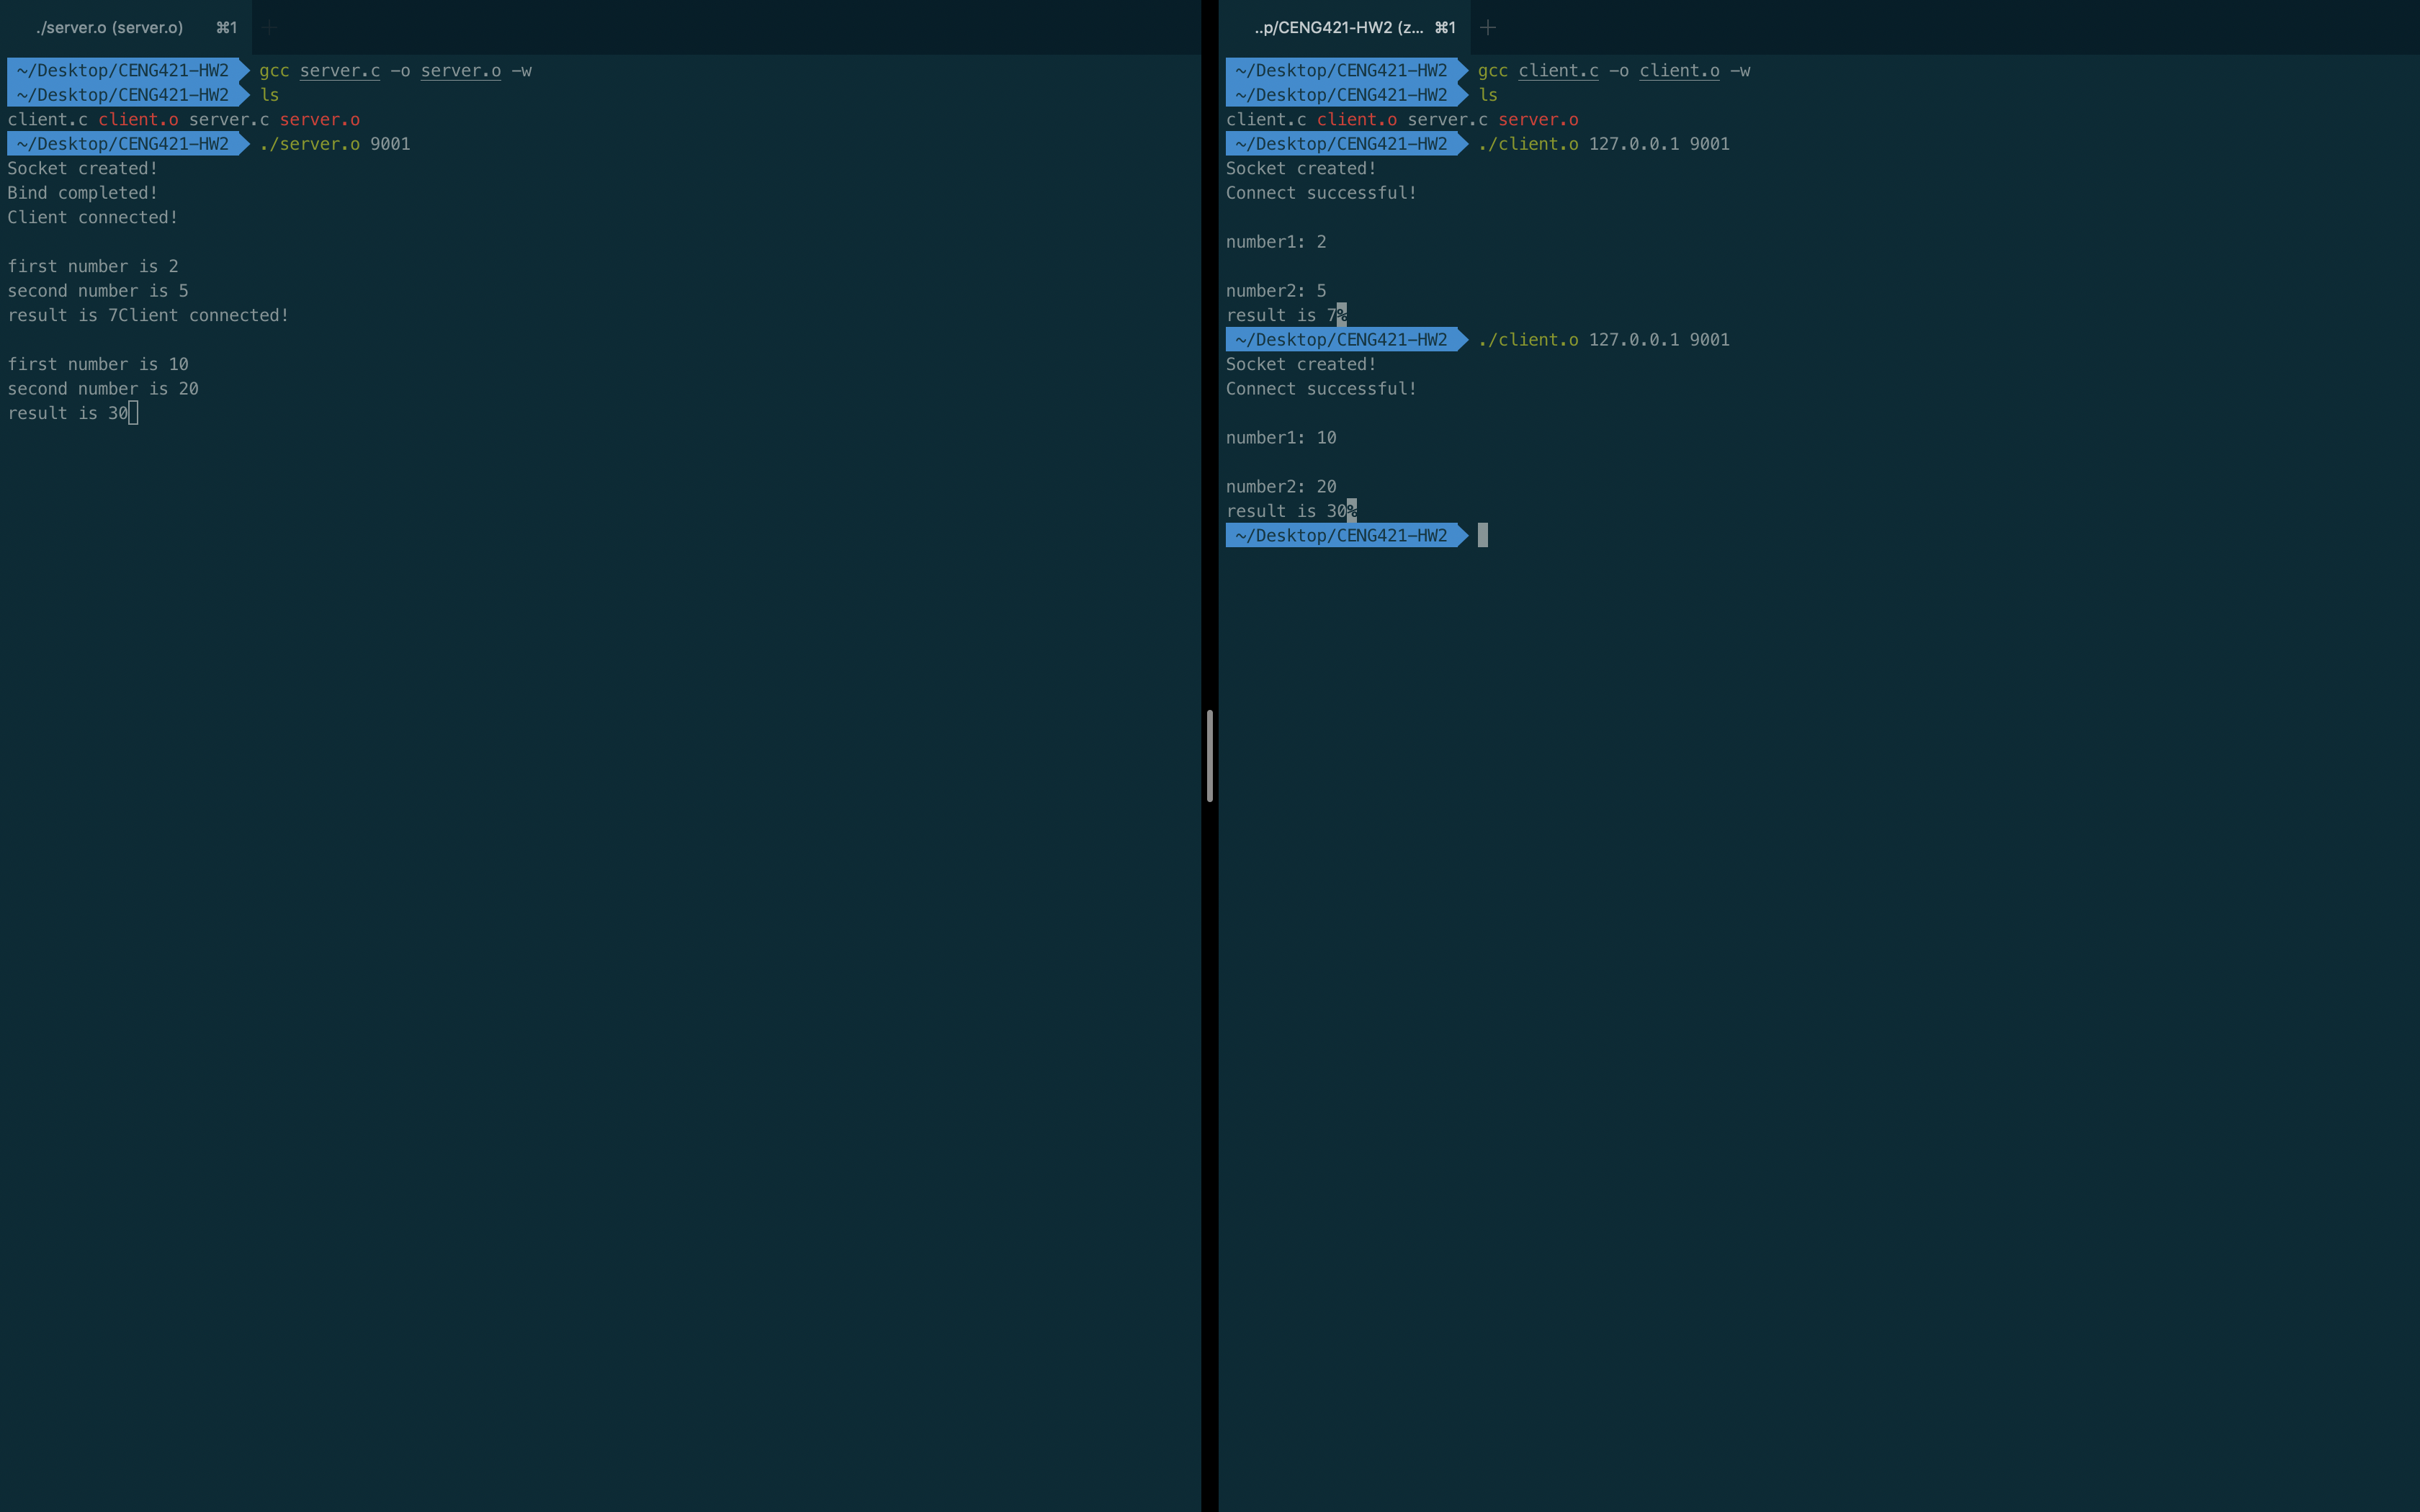 ./server.o (server.o) ⌘1 +
~/Desktop/CENG421-HW2 gcc server.c -o server.o -w
~/Desktop/CENG421-HW2 ls
client.c client.o server.c server.o
~/Desktop/CENG421-HW2 ./server.o 9001
Socket created!
Bind completed!
Client connected!
first number is 2
second number is 5
result is 7Client connected!
first number is 10
second number is 20
result is 30
..p/CENG421-HW2 (z... ⌘1 +
~/Desktop/CENG421-HW2 gcc client.c -o client.o -w
~/Desktop/CENG421-HW2 ls
client.c client.o server.c server.o
~/Desktop/CENG421-HW2 ./client.o 127.0.0.1 9001
Socket created!
Connect successful!
number1: 2
number2: 5
result is 7%
~/Desktop/CENG421-HW2 ./client.o 127.0.0.1 9001
Socket created!
Connect successful!
number1: 10
number2: 20
result is 30%
~/Desktop/CENG421-HW2